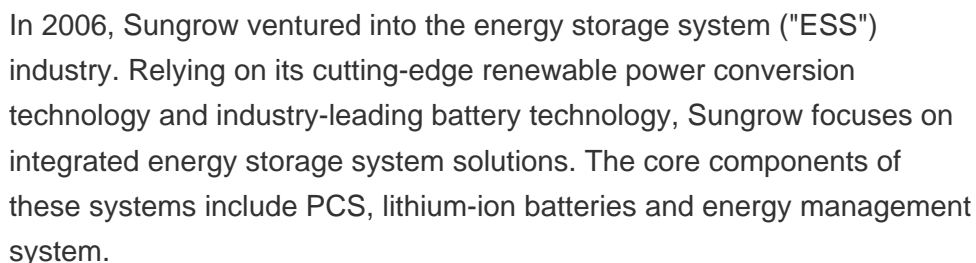 In 2006, Sungrow ventured into the energy storage system ("ESS")
industry. Relying on its cutting-edge renewable power conversion
technology and industry-leading battery technology, Sungrow focuses on
integrated energy storage system solutions. The core components of
these systems include PCS, lithium-ion batteries and energy management
system.